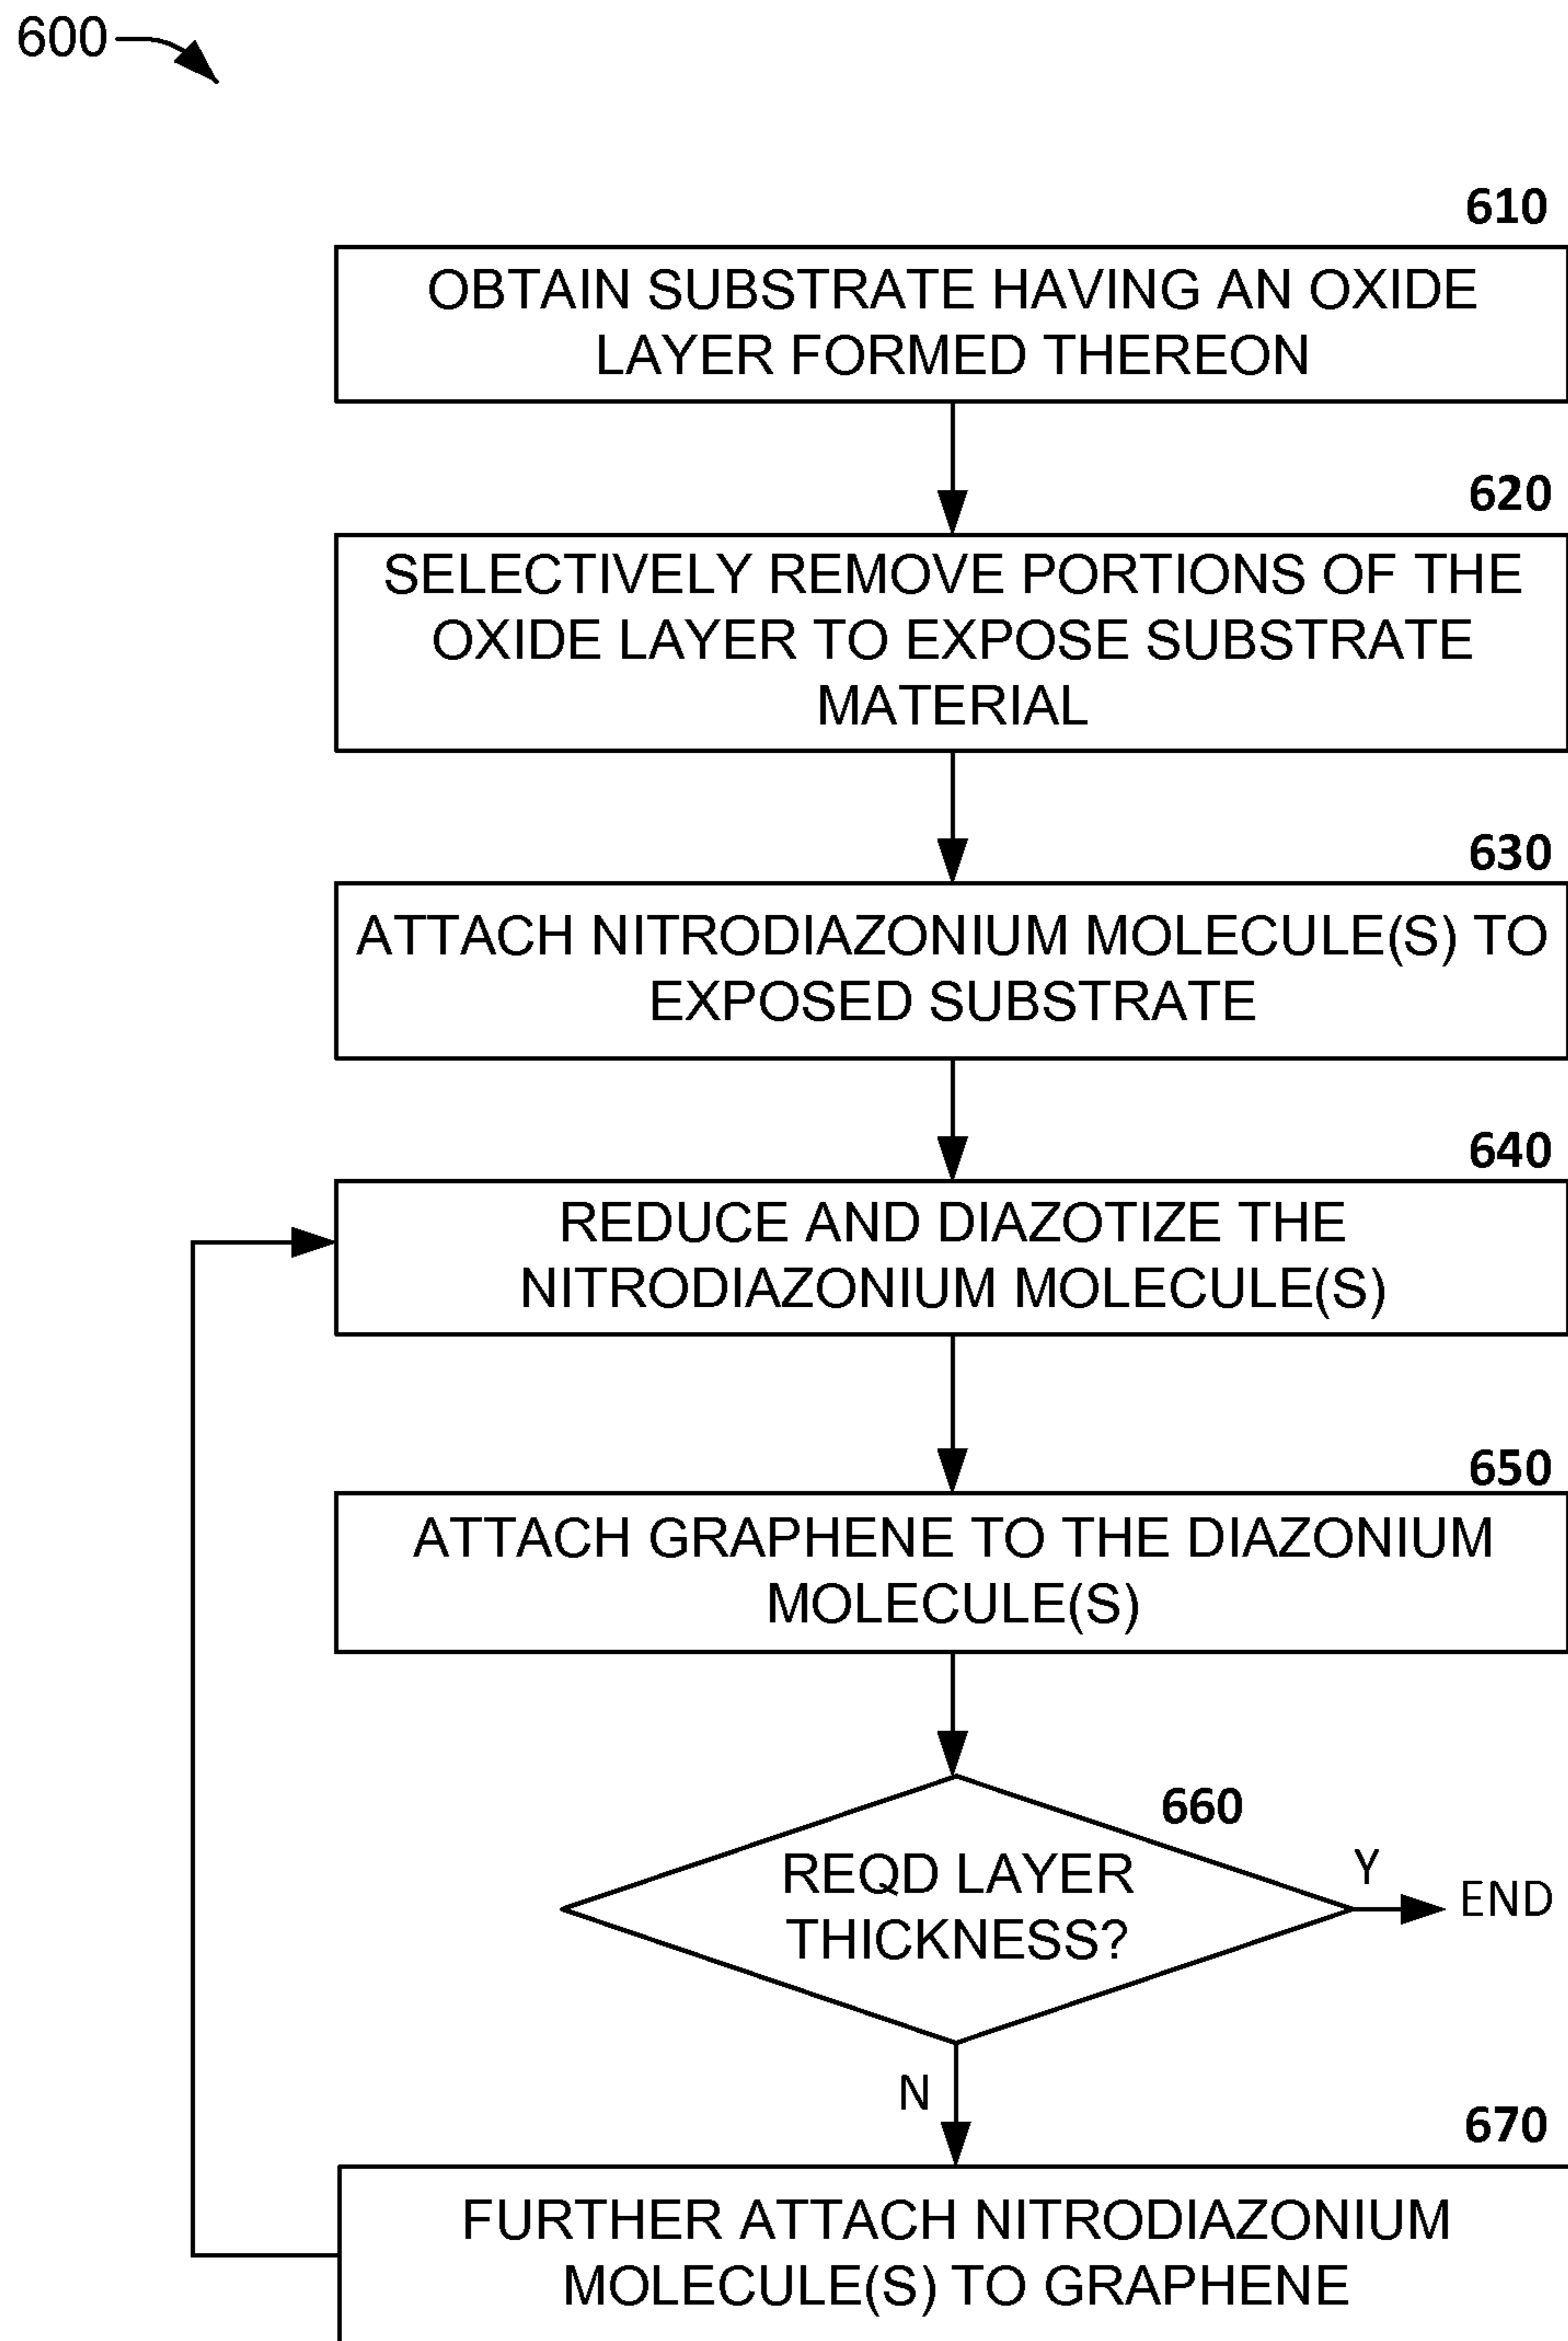 600
610
OBTAIN SUBSTRATE HAVING AN OXIDE
LAYER FORMED THEREON
620
SELECTIVELY REMOVE PORTIONS OF THE
OXIDE LAYER TO EXPOSE SUBSTRATE
MATERIAL
630
ATTACH NITRODIAZONIUM MOLECULE(S) TO
EXPOSED SUBSTRATE
640
REDUCE AND DIAZOTIZE THE
NITRODIAZONIUM MOLECULE(S)
650
ATTACH GRAPHENE TO THE DIAZONIUM
MOLECULE(S)
660
REQD LAYER
THICKNESS?
Y
END
N
670
FURTHER ATTACH NITRODIAZONIUM
MOLECULE(S) TO GRAPHENE